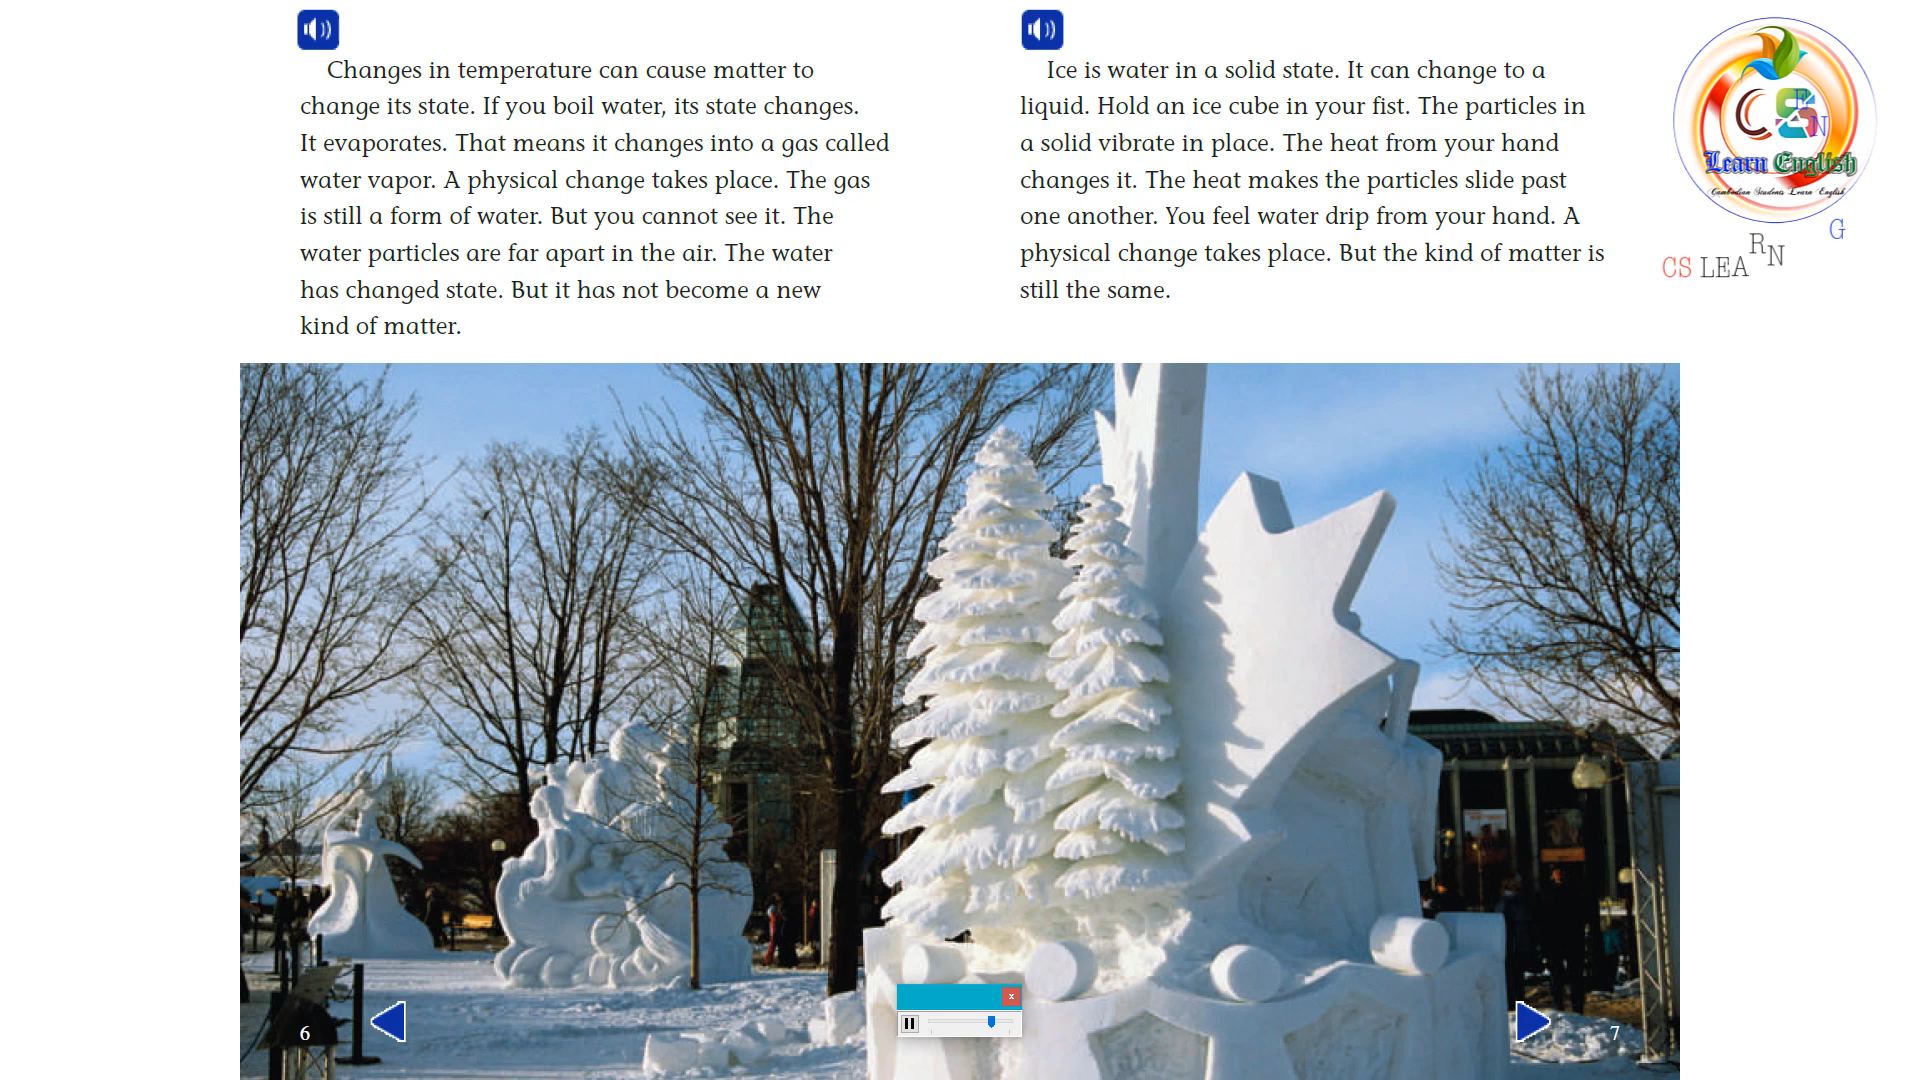 Changes in temperature can cause matter to
change its state. If you boil water, its state changes.
It evaporates. That means it changes into a gas called
water vapor. A physical change takes place. The gas
is still a form of water. But you cannot see it. The
water particles are far apart in the air. The water
has changed state. But it has not become a new
kind of matter.
Ice is water in a solid state. It can change to a
liquid. Hold an ice cube in your fist. The particles in
a solid vibrate in place. The heat from your hand
changes it. The heat makes the particles slide past
one another. You feel water drip from your hand. A
physical change takes place. But the kind of matter is
still the same.
CS
EN
Learn English
Cambodian Students Learn English
G
CS LEARN
x
6
7